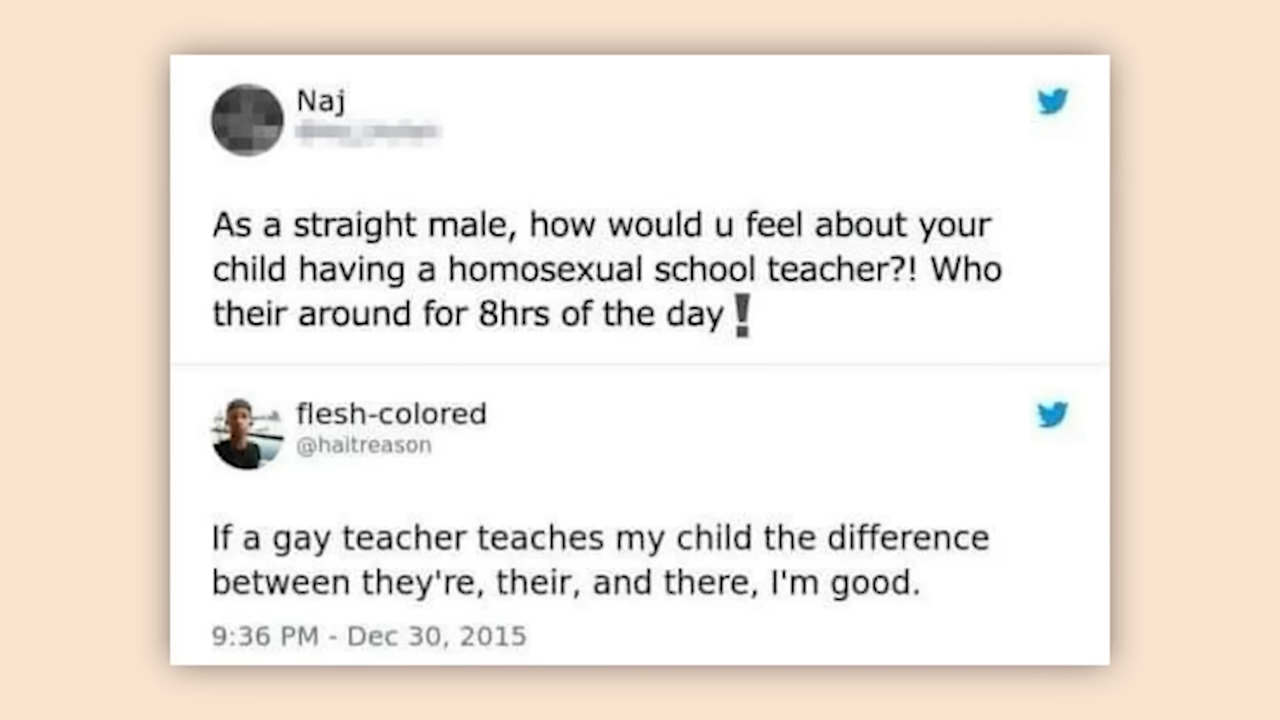 Naj
As a straight male, how would u feel about your
child having a homosexual school teacher?! Who
their around for 8hrs of the day❗
flesh-colored
@haitreason
If a gay teacher teaches my child the difference
between they're, their, and there, I'm good.
9:36 PM - Dec 30, 2015